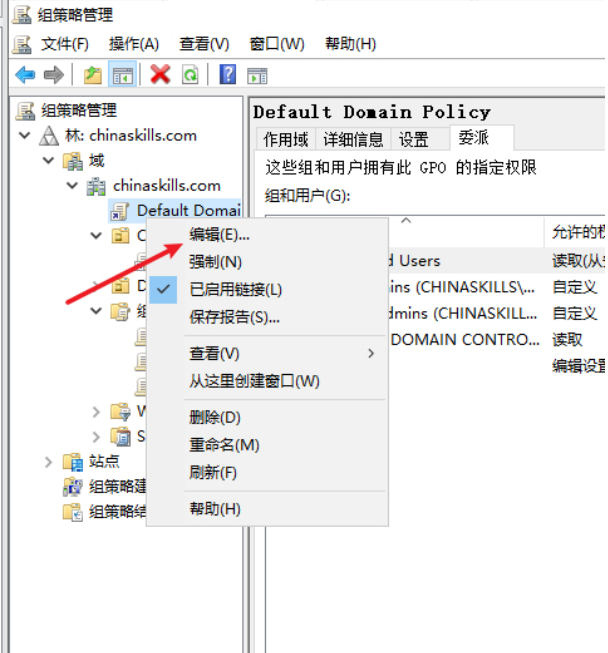 组策略管理
文件(F) 操作(A) 查看(V) 窗口(W) 帮助(H)
组策略管理
林: chinaskills.com
域
chinaskills.com
Default Domai
C
D
组
W
S
站点
组策略建
组策略结
Default Domain Policy
作用域 详细信息 设置 委派
这些组和用户拥有此 GPO 的指定权限
组和用户(G):
允许的权
d Users 读取(从安
ins (CHINASKILLS\... 自定义
dmins (CHINASKILL... 自定义
DOMAIN CONTRO... 读取
编辑设置
编辑(E)...
强制(N)
已启用链接(L)
保存报告(S)...
查看(V)
从这里创建窗口(W)
删除(D)
重命名(M)
刷新(F)
帮助(H)